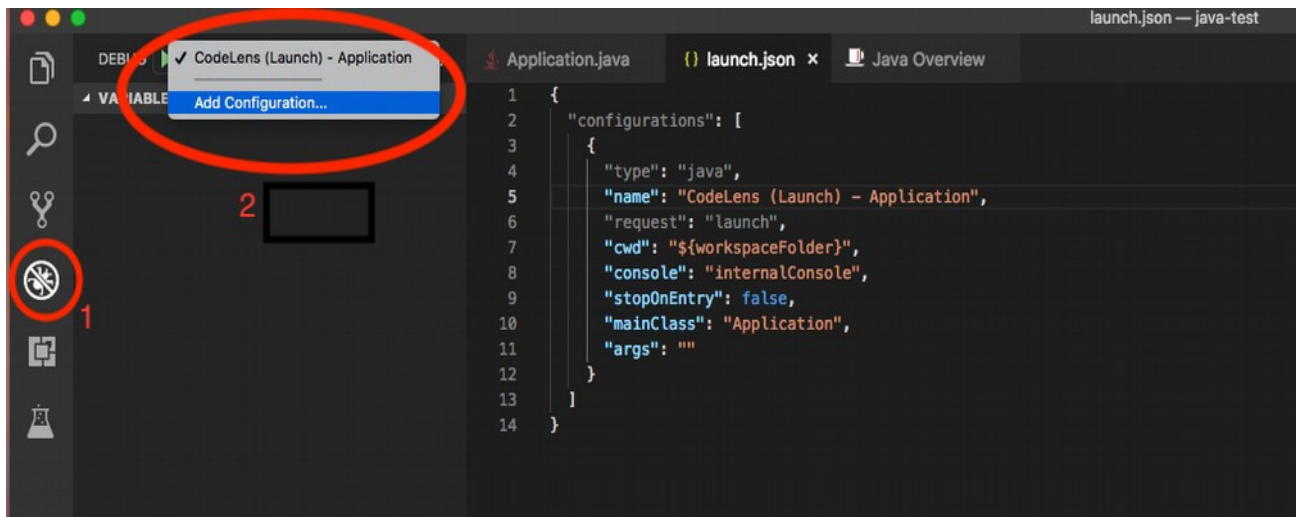 launch.json — java-test
DEBUG
✓ CodeLens (Launch) - Application
Add Configuration...
Application.java
{} launch.json ×
Java Overview
1 {
2 "configurations": [
3 {
4 "type": "java",
5 "name": "CodeLens (Launch) – Application",
6 "request": "launch",
7 "cwd": "${workspaceFolder}",
8 "console": "internalConsole",
9 "stopOnEntry": false,
10 "mainClass": "Application",
11 "args": ""
12 }
13 ]
14 }
2
1